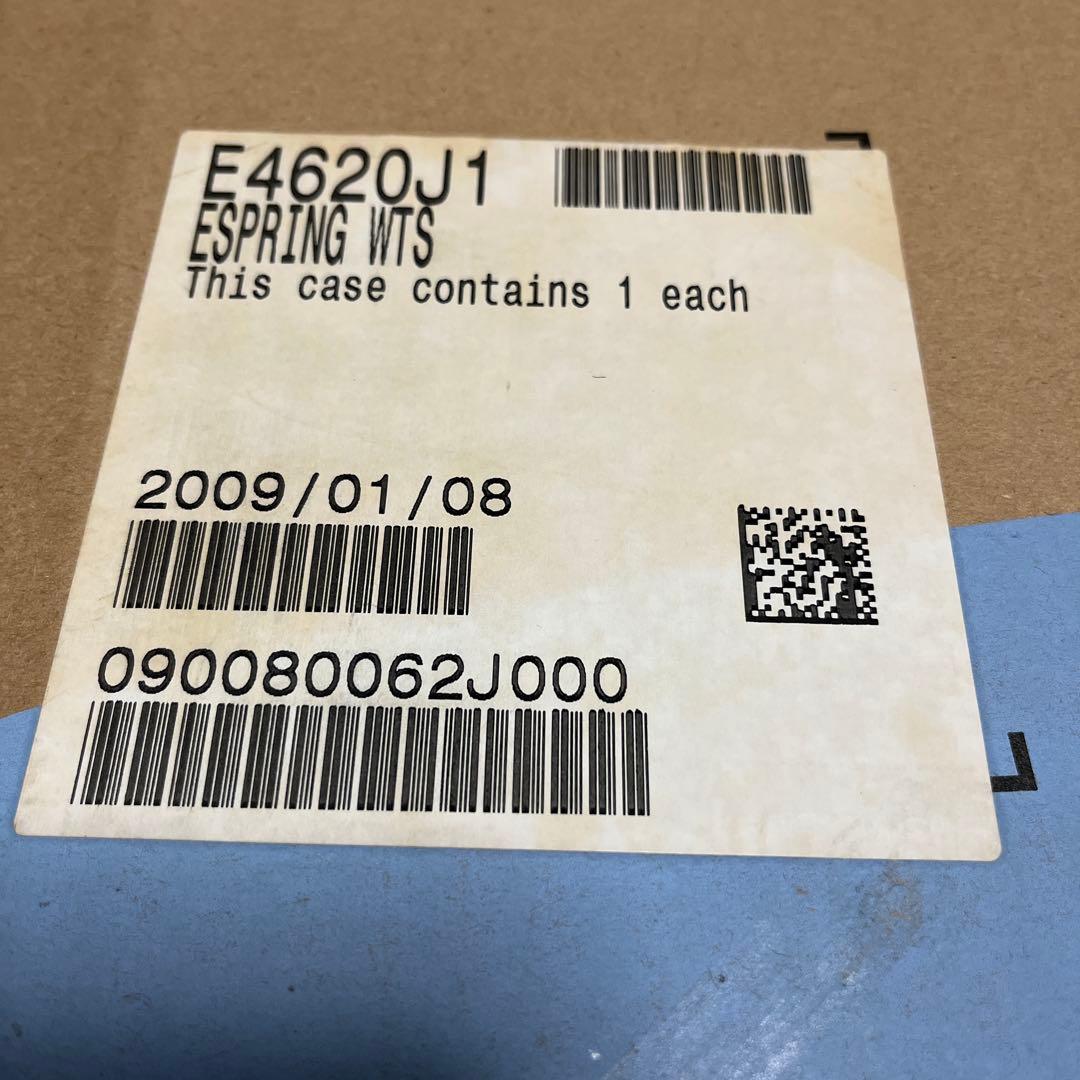 E4620J1
ESPRING WTS
This case contains 1 each
2009/01/08
090080062J000